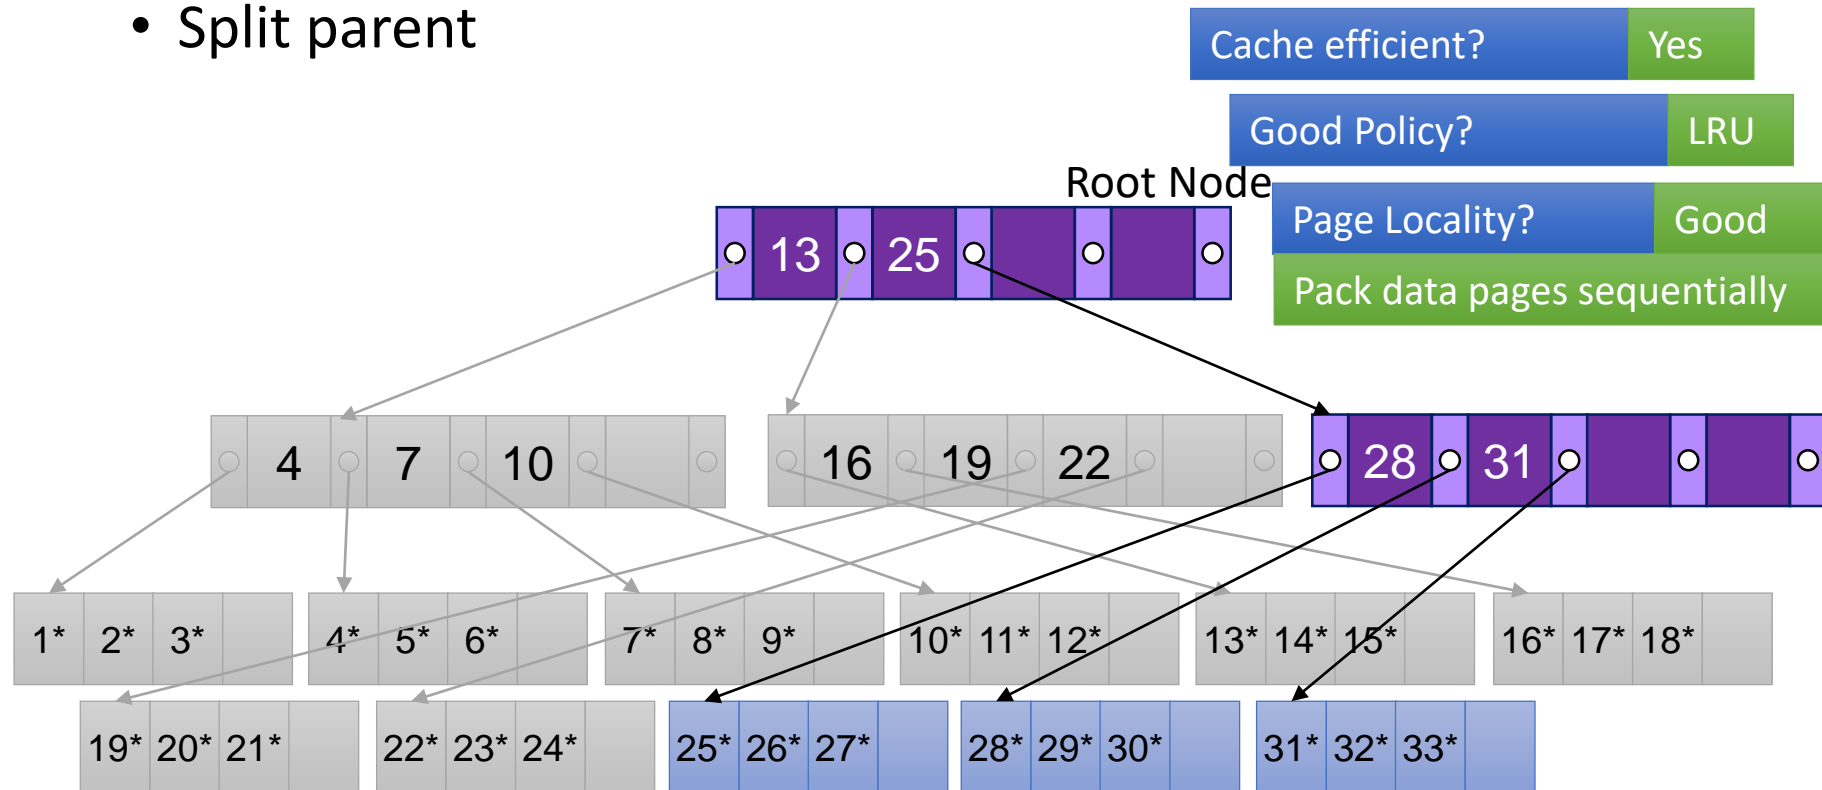 • Split parent
Cache efficient? Yes
Good Policy? LRU
Root Node
Page Locality? Good
Pack data pages sequentially
13 25
4 7 10
16 19 22
28 31
1* 2* 3*
4* 5* 6*
7* 8* 9*
10* 11* 12*
13* 14* 15*
16* 17* 18*
19* 20* 21*
22* 23* 24*
25* 26* 27*
28* 29* 30*
31* 32* 33*